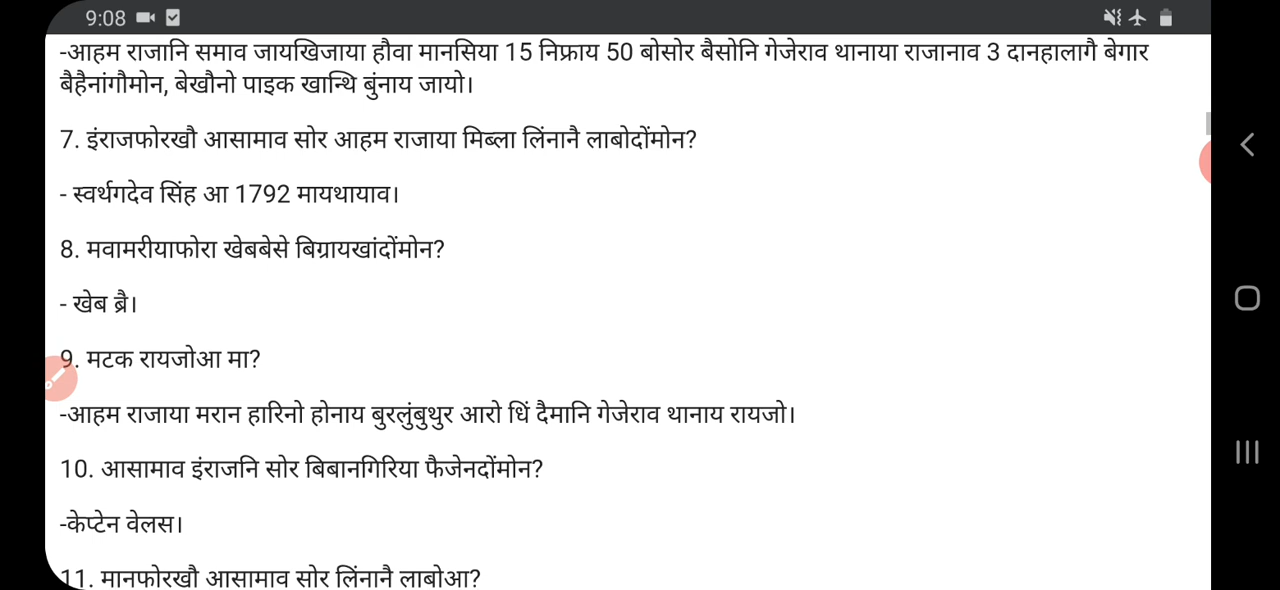 9:08
-आहम राजानि समाव जायखिजाया हौवा मानसिया 15 निफ्राय 50 बोसोर बैसोनि गेजेराव थानाया राजानाव 3 दानहालागै बेगार
बैहैनांगौमोन, बेखौनो पाइक खान्थि बुंनाय जायो।
7. इंराजफोरखौ आसामाव सोर आहम राजाया मिब्ला लिंनानै लाबोदोंमोन?
- स्वर्थगदेव सिंह आ 1792 मायथायाव।
8. मवामरीयाफोरा खेबबेसे बिग्रायखांदोंमोन?
- खेब ब्रै।
9. मटक रायजोआ मा?
-आहम राजाया मरान हारिनो होनाय बुरलुंबुथुर आरो धिं दैमानि गेजेराव थानाय रायजो।
10. आसामाव इंराजनि सोर बिबानगिरिया फैजेनदोंमोन?
-केप्टेन वेलस।
11. मानफोरखौ आसामाव सोर लिंनानै लाबोआ?